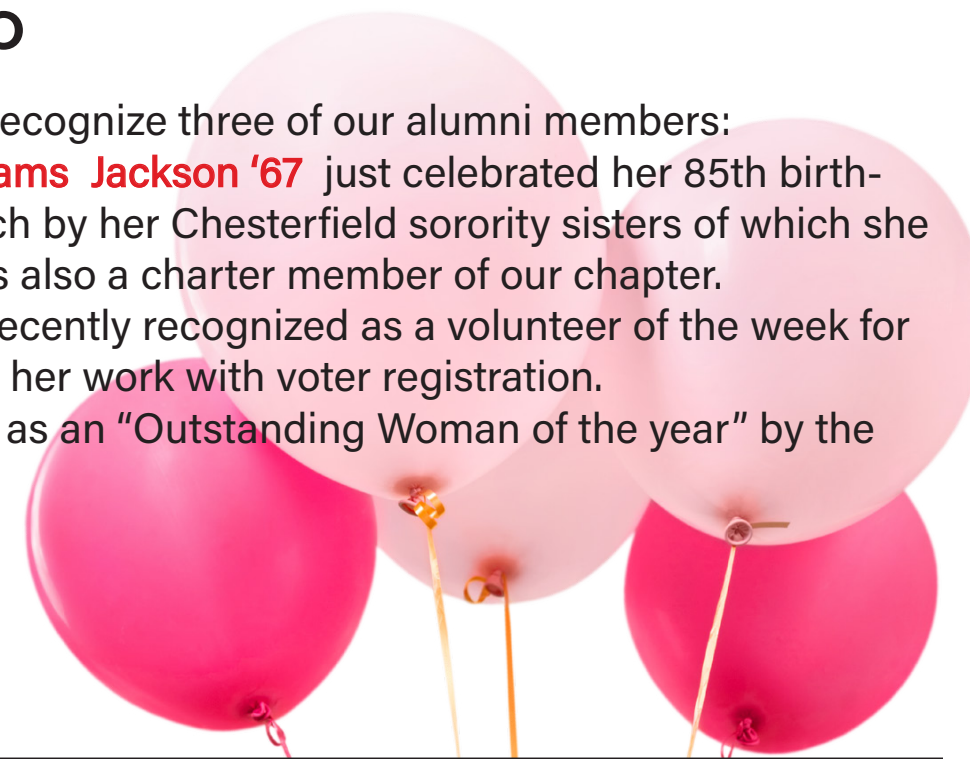 O
ecognize three of our alumni members:
ams Jackson ‘67 just celebrated her 85th birth-
ch by her Chesterfield sorority sisters of which she
s also a charter member of our chapter.
ecently recognized as a volunteer of the week for
her work with voter registration.
as an “Outstanding Woman of the year” by the